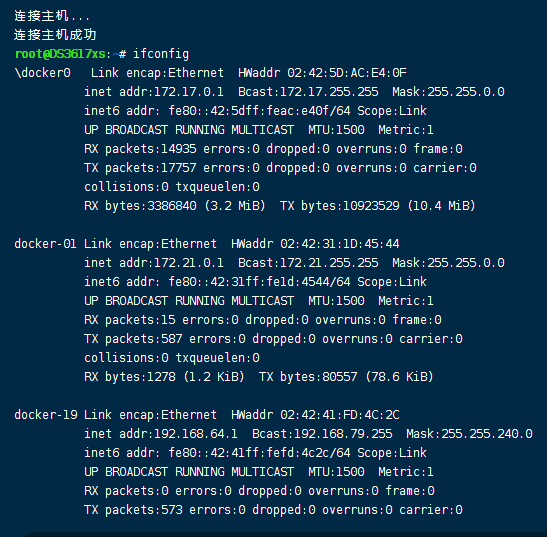 连接主机...
连接主机成功
root@DS3617xs:~# ifconfig
\docker0   Link encap:Ethernet  HWaddr 02:42:5D:AC:E4:0F
          inet addr:172.17.0.1  Bcast:172.17.255.255  Mask:255.255.0.0
          inet6 addr: fe80::42:5dff:feac:e40f/64 Scope:Link
          UP BROADCAST RUNNING MULTICAST  MTU:1500  Metric:1
          RX packets:14935 errors:0 dropped:0 overruns:0 frame:0
          TX packets:17757 errors:0 dropped:0 overruns:0 carrier:0
          collisions:0 txqueuelen:0
          RX bytes:3386840 (3.2 MiB)  TX bytes:10923529 (10.4 MiB)

docker-01 Link encap:Ethernet  HWaddr 02:42:31:1D:45:44
          inet addr:172.21.0.1  Bcast:172.21.255.255  Mask:255.255.0.0
          inet6 addr: fe80::42:31ff:fe1d:4544/64 Scope:Link
          UP BROADCAST RUNNING MULTICAST  MTU:1500  Metric:1
          RX packets:15 errors:0 dropped:0 overruns:0 frame:0
          TX packets:587 errors:0 dropped:0 overruns:0 carrier:0
          collisions:0 txqueuelen:0
          RX bytes:1278 (1.2 KiB)  TX bytes:80557 (78.6 KiB)

docker-19 Link encap:Ethernet  HWaddr 02:42:41:FD:4C:2C
          inet addr:192.168.64.1  Bcast:192.168.79.255  Mask:255.255.240.0
          inet6 addr: fe80::42:41ff:fefd:4c2c/64 Scope:Link
          UP BROADCAST RUNNING MULTICAST  MTU:1500  Metric:1
          RX packets:0 errors:0 dropped:0 overruns:0 frame:0
          TX packets:573 errors:0 dropped:0 overruns:0 carrier:0